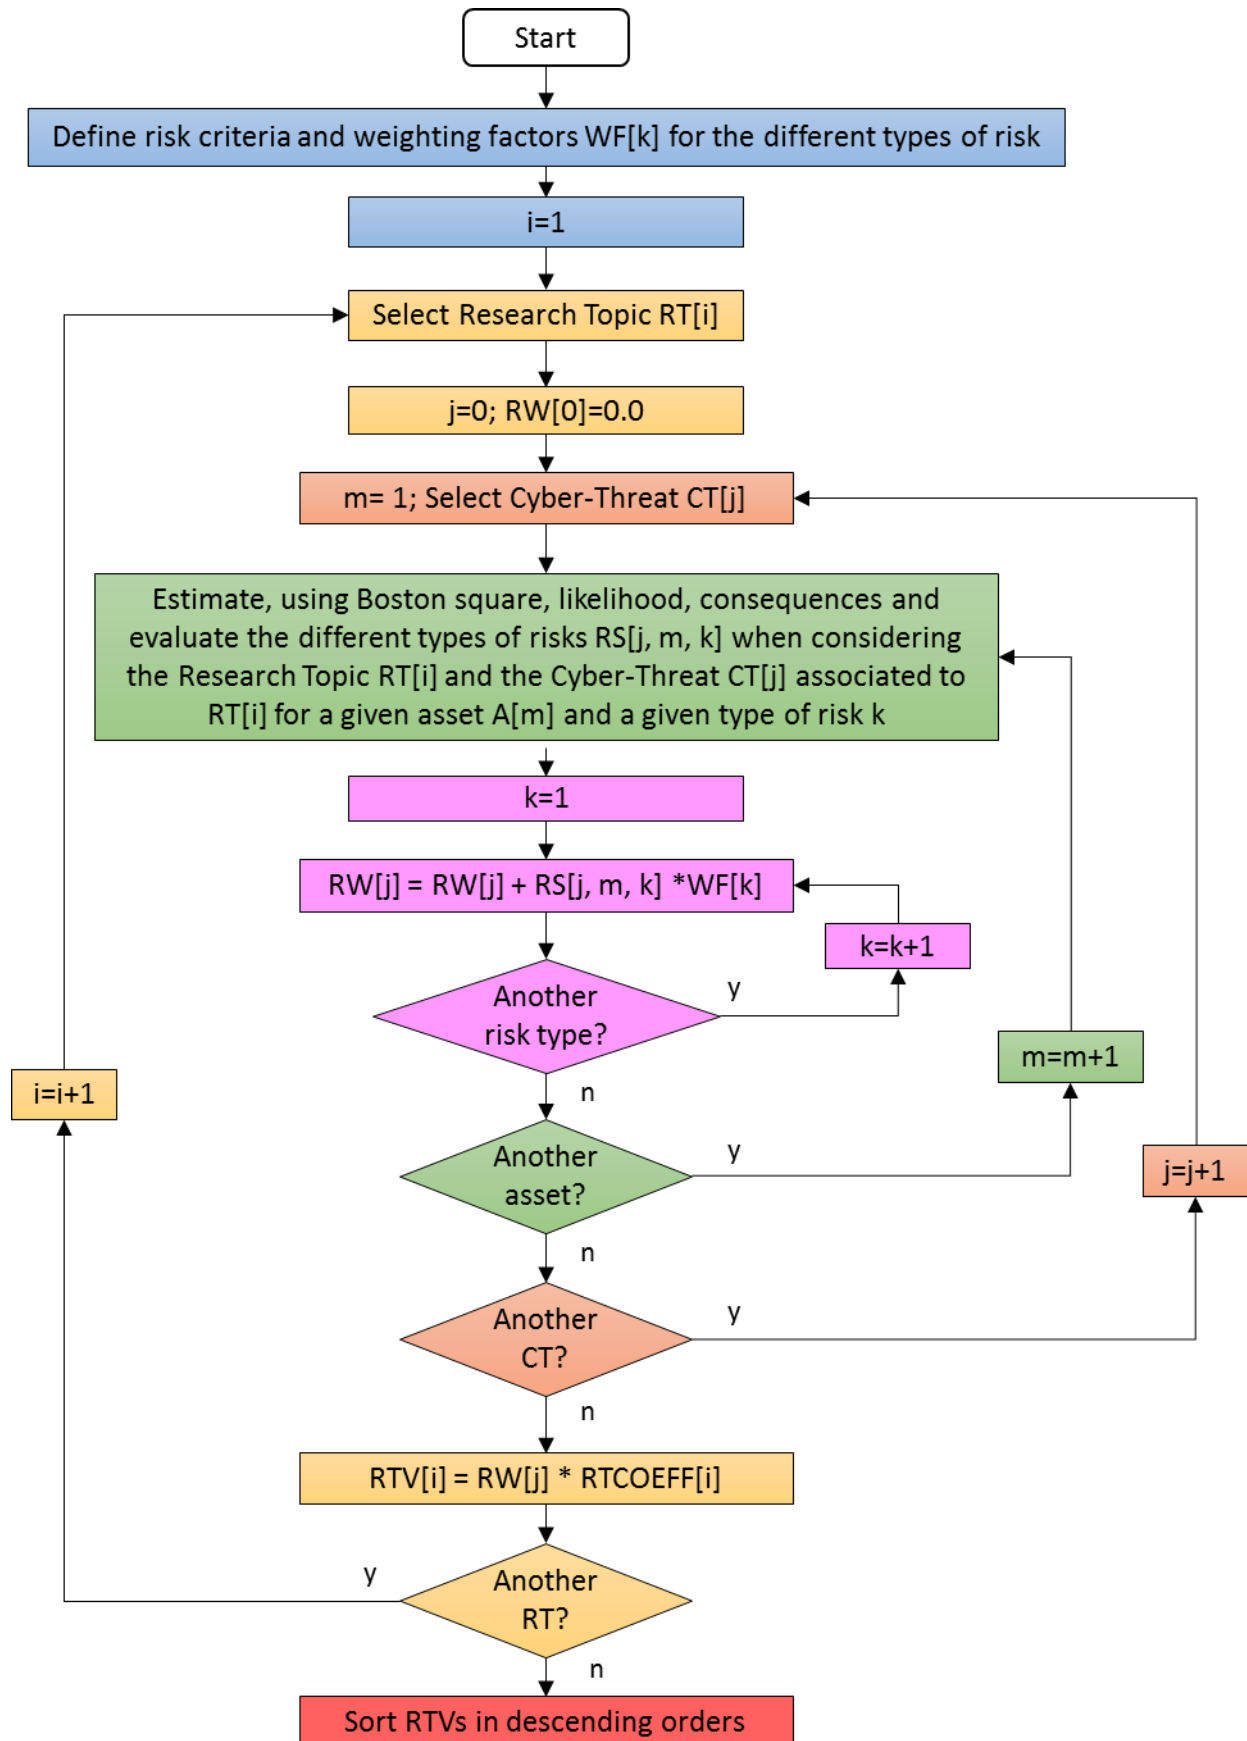 Start
Define risk criteria and weighting factors WF[k] for the different types of risk
i=1
Select Research Topic RT[i]
j=0; RW[0]=0.0
m= 1; Select Cyber-Threat CT[j]
Estimate, using Boston square, likelihood, consequences and
evaluate the different types of risks RS[j, m, k] when considering
the Research Topic RT[i] and the Cyber-Threat CT[j] associated to
RT[i] for a given asset A[m] and a given type of risk k
k=1
RW[j] = RW[j] + RS[j, m, k] *WF[k]
k=k+1
Another
risk type?
y
n
m=m+1
i=i+1
Another
asset?
y
n
j=j+1
Another
CT?
y
n
RTV[i] = RW[j] * RTCOEFF[i]
Another
RT?
y
n
Sort RTVs in descending orders